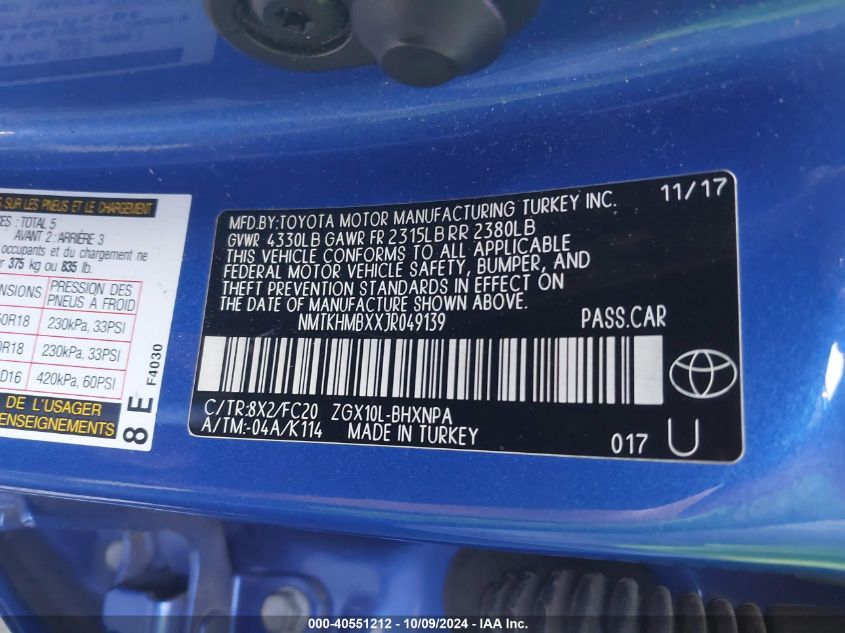 S SUR LES PNEUS ET LE CHARGEMENT
TOTAL 5
AVANT 2: ARRIÈRE 3
occupants et du chargement ne
375 kg ou 835 lb.
PRESSION DES
PNEUS À FROID
0R18 230kPa, 33PSI
R18 230kPa, 33PSI
D16 420kPa, 60PSI
DE L'USAGER
ENSEIGNEMENTS
8 E F4030
11/17
MFD.BY:TOYOTA MOTOR MANUFACTURING TURKEY INC.
GVWR 4330LB GAWR FR 2315LB RR 2380LB
THIS VEHICLE CONFORMS TO ALL APPLICABLE
FEDERAL MOTOR VEHICLE SAFETY, BUMPER, AND
THEFT PREVENTION STANDARDS IN EFFECT ON
THE DATE OF MANUFACTURE SHOWN ABOVE.
NMTKHMBXXJR049139 PASS.CAR
C/TR:8X2/FC20 ZGX10L-BHXNPA
A/TM:-04A/K114 MADE IN TURKEY
017 U
000-40551212 - 10/09/2024 - IAA Inc.